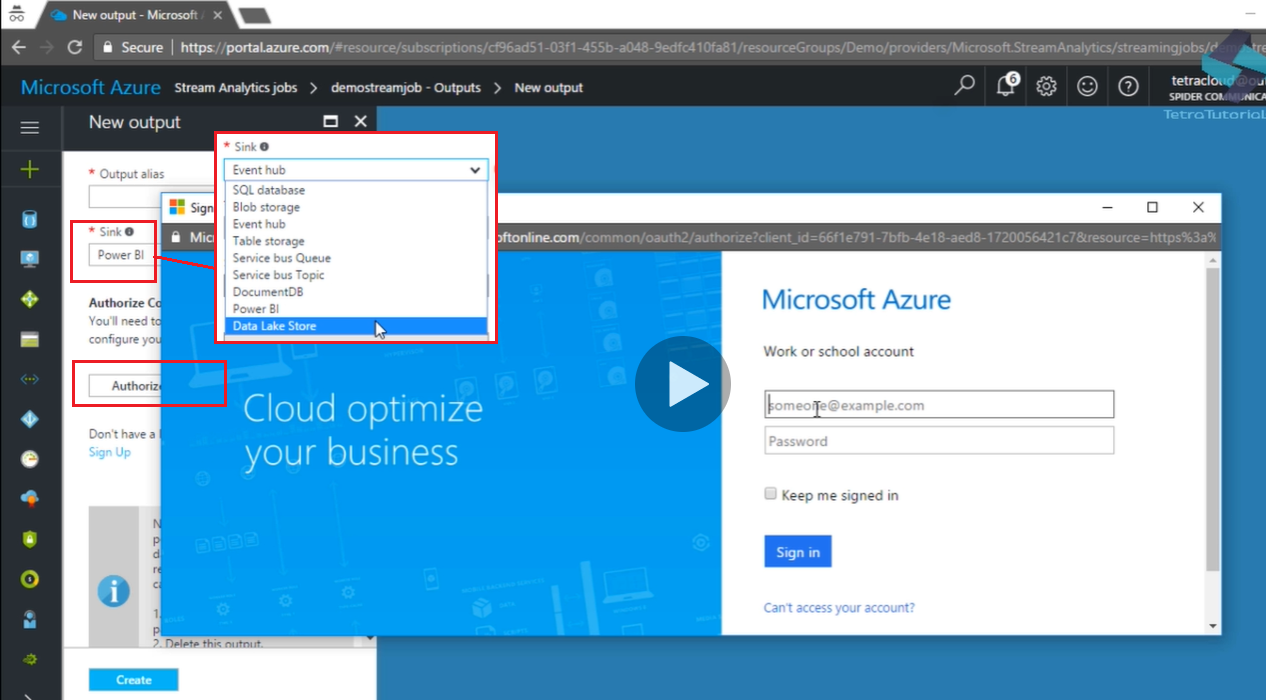 New output - Microsoft
Secure
https://portal.azure.com/#resource/subscriptions/cf96ad51-03f1-455b-a048-9edfc410fa81/resourceGroups/Demo/providers/Microsoft.StreamAnalytics/streamingjobs/
Microsoft Azure
Stream Analytics jobs > demostreamjob - Outputs > New output
6
tetracloud@
SPIDER
TetraTutorial
New output
* Output alias
* Sink
Power BI
* Sink
Event hub
SQL database
Blob storage
Event hub
Table storage
Service bus Queue
Service bus Topic
DocumentDB
Power BI
Data Lake Store
Authorize
You'll need to
configure
Authorize
Don't have a
Sign Up
1.
2. Delete this output.
Create
Sign
oftonline.com/common/oauth2/authorize?client_id=66f1e791-7bfb-4e18-aed8-1720056421c7&resource=https%3a%
Cloud optimize
your business
Microsoft Azure
Work or school account
someone@example.com
Password
Keep me signed in
Sign in
Can't access your account?